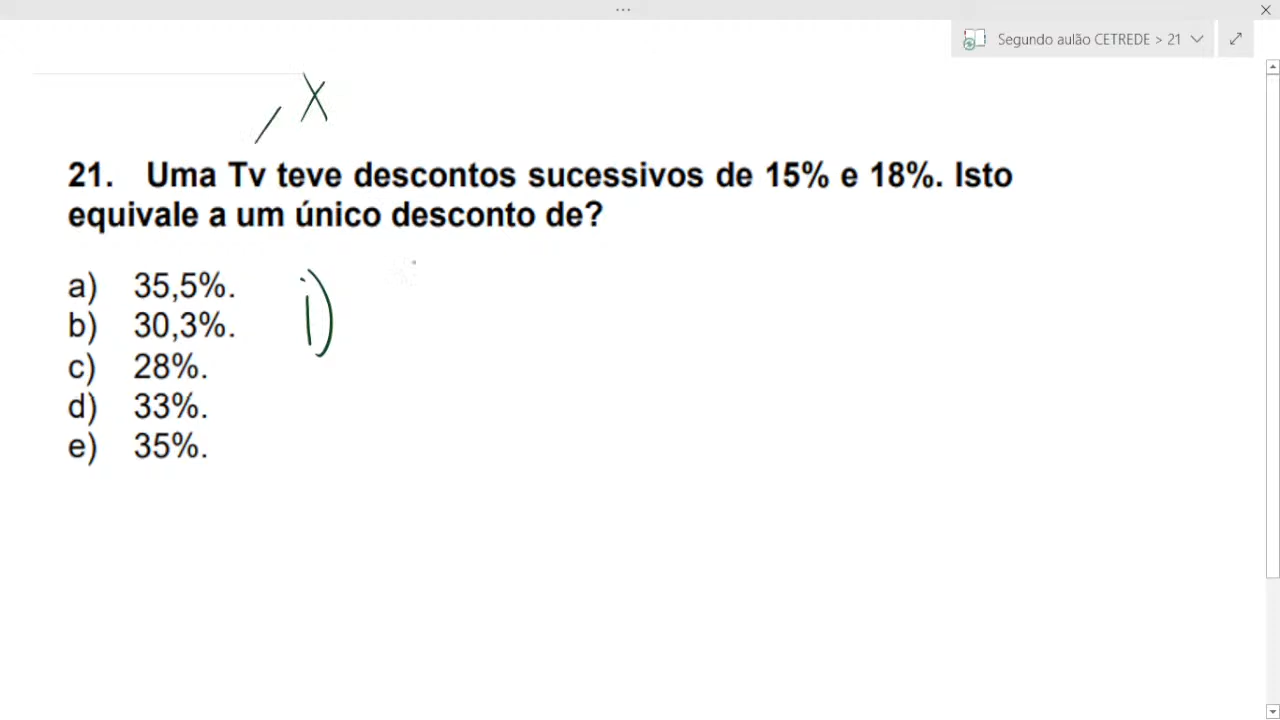 Segundo aulão CETREDE > 21
X
21. Uma Tv teve descontos sucessivos de 15% e 18%. Isto
equivale a um único desconto de?
a) 35,5%.
i)
b) 30,3%.
c) 28%.
d) 33%.
e) 35%.